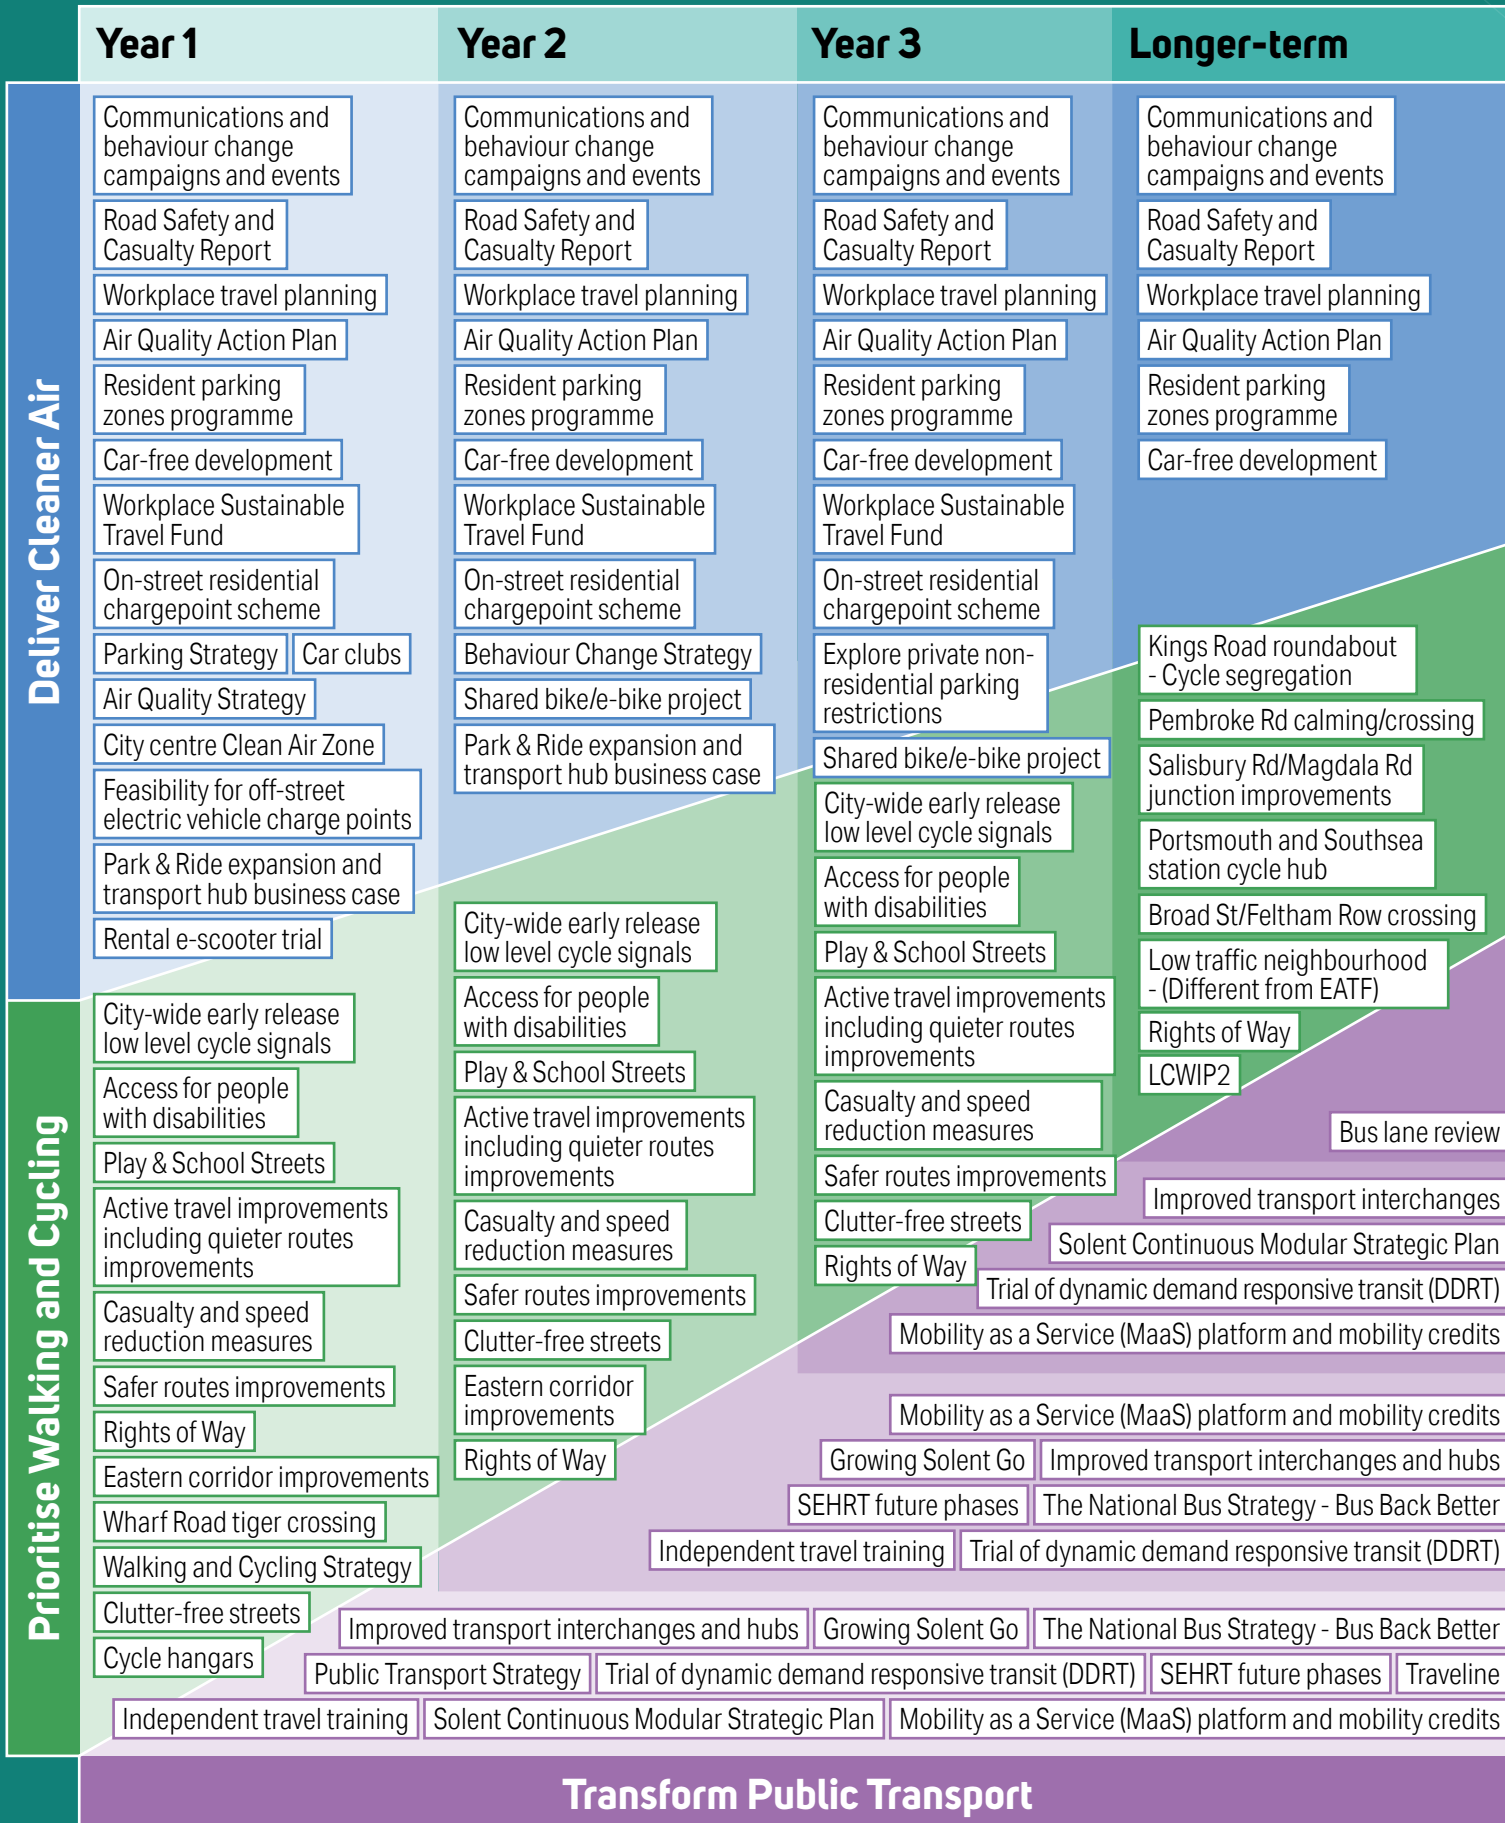 Year 1
Year 2
Year 3
Longer-term
Deliver Cleaner Air
Communications and
behaviour change
campaigns and events
Road Safety and
Casualty Report
Workplace travel planning
Air Quality Action Plan
Resident parking
zones programme
Car-free development
Workplace Sustainable
Travel Fund
On-street residential
chargepoint scheme
Parking Strategy
Car clubs
Air Quality Strategy
City centre Clean Air Zone
Feasibility for off-street
electric vehicle charge points
Park & Ride expansion and
transport hub business case
Rental e-scooter trial
Communications and
behaviour change
campaigns and events
Road Safety and
Casualty Report
Workplace travel planning
Air Quality Action Plan
Resident parking
zones programme
Car-free development
Workplace Sustainable
Travel Fund
On-street residential
chargepoint scheme
Behaviour Change Strategy
Shared bike/e-bike project
Park & Ride expansion and
transport hub business case
Communications and
behaviour change
campaigns and events
Road Safety and
Casualty Report
Workplace travel planning
Air Quality Action Plan
Resident parking
zones programme
Car-free development
Workplace Sustainable
Travel Fund
On-street residential
chargepoint scheme
Explore private non-
residential parking
restrictions
Shared bike/e-bike project
Communications and
behaviour change
campaigns and events
Road Safety and
Casualty Report
Workplace travel planning
Air Quality Action Plan
Resident parking
zones programme
Car-free development
Prioritise Walking and Cycling
City-wide early release
low level cycle signals
Access for people
with disabilities
Play & School Streets
Active travel improvements
including quieter routes
improvements
Casualty and speed
reduction measures
Safer routes improvements
Rights of Way
Eastern corridor improvements
Wharf Road tiger crossing
Walking and Cycling Strategy
Clutter-free streets
Cycle hangars
City-wide early release
low level cycle signals
Access for people
with disabilities
Play & School Streets
Active travel improvements
including quieter routes
improvements
Casualty and speed
reduction measures
Safer routes improvements
Clutter-free streets
Eastern corridor
improvements
Rights of Way
City-wide early release
low level cycle signals
Access for people
with disabilities
Play & School Streets
Active travel improvements
including quieter routes
improvements
Casualty and speed
reduction measures
Safer routes improvements
Clutter-free streets
Rights of Way
Kings Road roundabout
- Cycle segregation
Pembroke Rd calming/crossing
Salisbury Rd/Magdala Rd
junction improvements
Portsmouth and Southsea
station cycle hub
Broad St/Feltham Row crossing
Low traffic neighbourhood
- (Different from EATF)
Rights of Way
LCWIP2
Bus lane review
Improved transport interchanges
Solent Continuous Modular Strategic Plan
Trial of dynamic demand responsive transit (DDRT)
Mobility as a Service (MaaS) platform and mobility credits
Mobility as a Service (MaaS) platform and mobility credits
Growing Solent Go
Improved transport interchanges and hubs
SEHRT future phases
The National Bus Strategy - Bus Back Better
Independent travel training
Trial of dynamic demand responsive transit (DDRT)
Improved transport interchanges and hubs
Growing Solent Go
The National Bus Strategy - Bus Back Better
Public Transport Strategy
Trial of dynamic demand responsive transit (DDRT)
SEHRT future phases
Traveline
Independent travel training
Solent Continuous Modular Strategic Plan
Mobility as a Service (MaaS) platform and mobility credits
Transform Public Transport